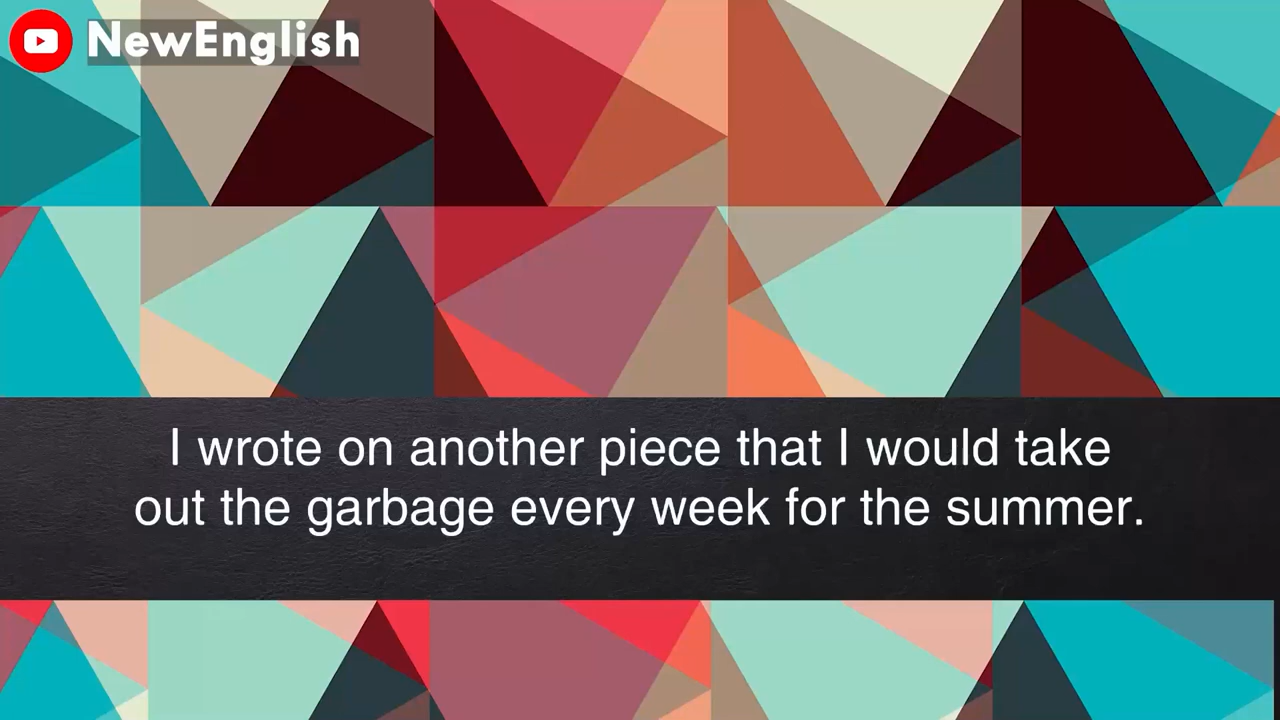 NewEnglish
I wrote on another piece that I would take
out the garbage every week for the summer.